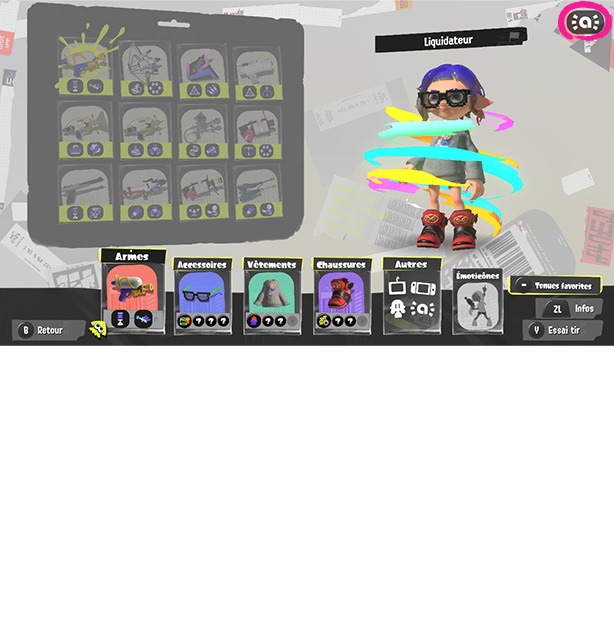 Liquidateur
a
Armes
Accessoires
Vêtements
Chaussures
Autres
Émoticônes
a
? ? ?
? ? ?
? ?
? ?
- Tenues favorites
ZL Infos
B Retour
Y Essai tir